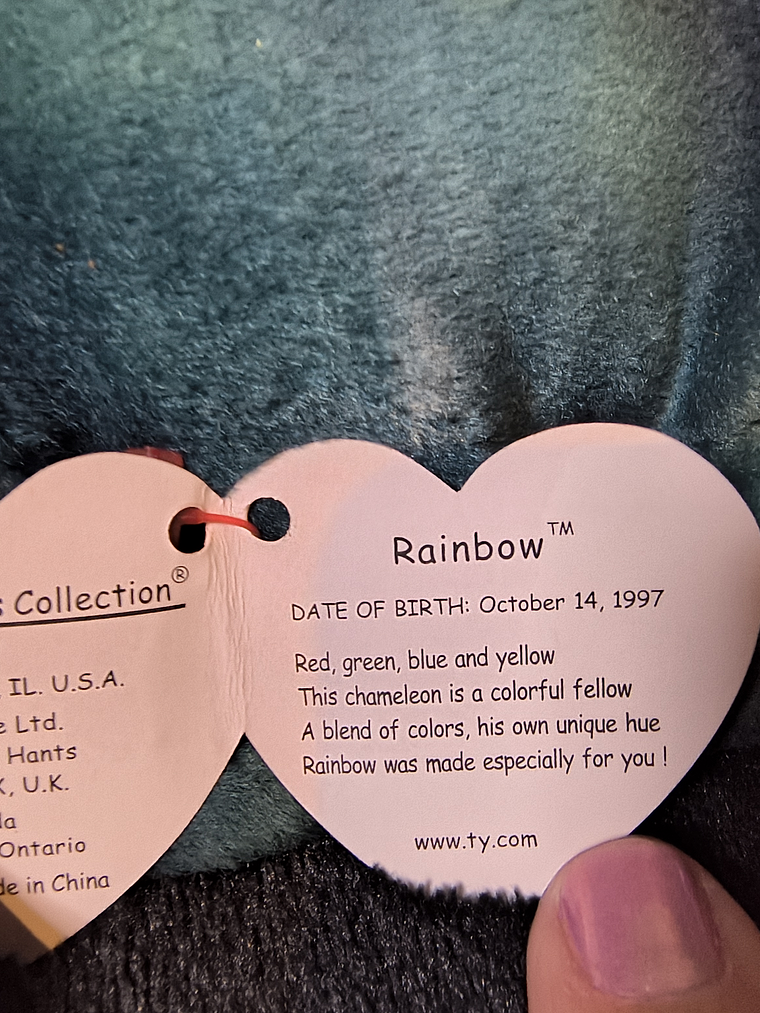 Collection®
IL. U.S.A.
Ltd.
Hants
U.K.
Ontario
in China
Rainbow™
DATE OF BIRTH: October 14, 1997
Red, green, blue and yellow
This chameleon is a colorful fellow
A blend of colors, his own unique hue
Rainbow was made especially for you !
www.ty.com